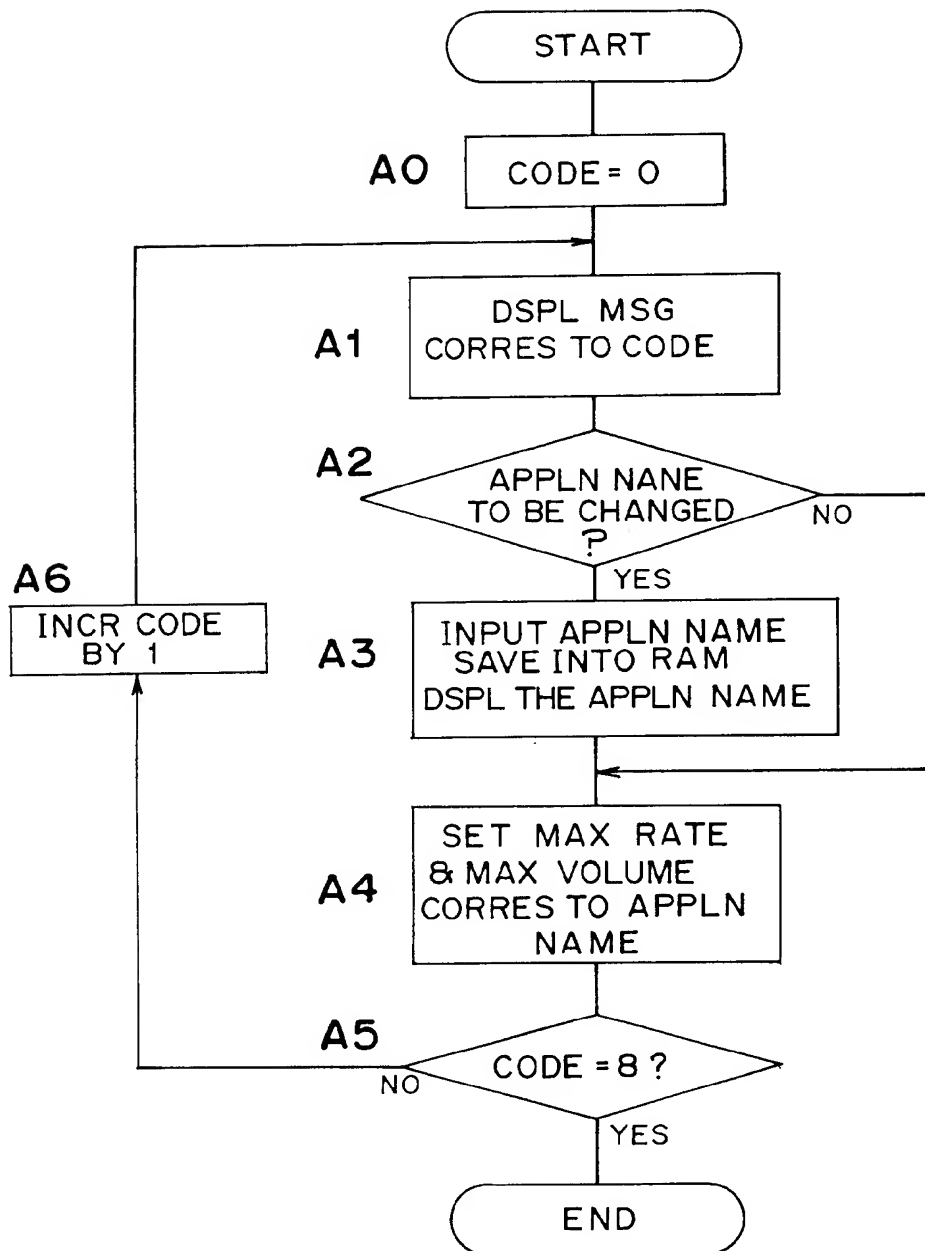 START
A0
CODE = 0
A1
DSPL MSG
CORRES TO CODE
A2
APPLN NANE
TO BE CHANGED
?
NO
YES
A6
INCR CODE
BY 1
A3
INPUT APPLN NAME
SAVE INTO RAM
DSPL THE APPLN NAME
A4
SET MAX RATE
& MAX VOLUME
CORRES TO APPLN
NAME
A5
CODE = 8 ?
NO
YES
END